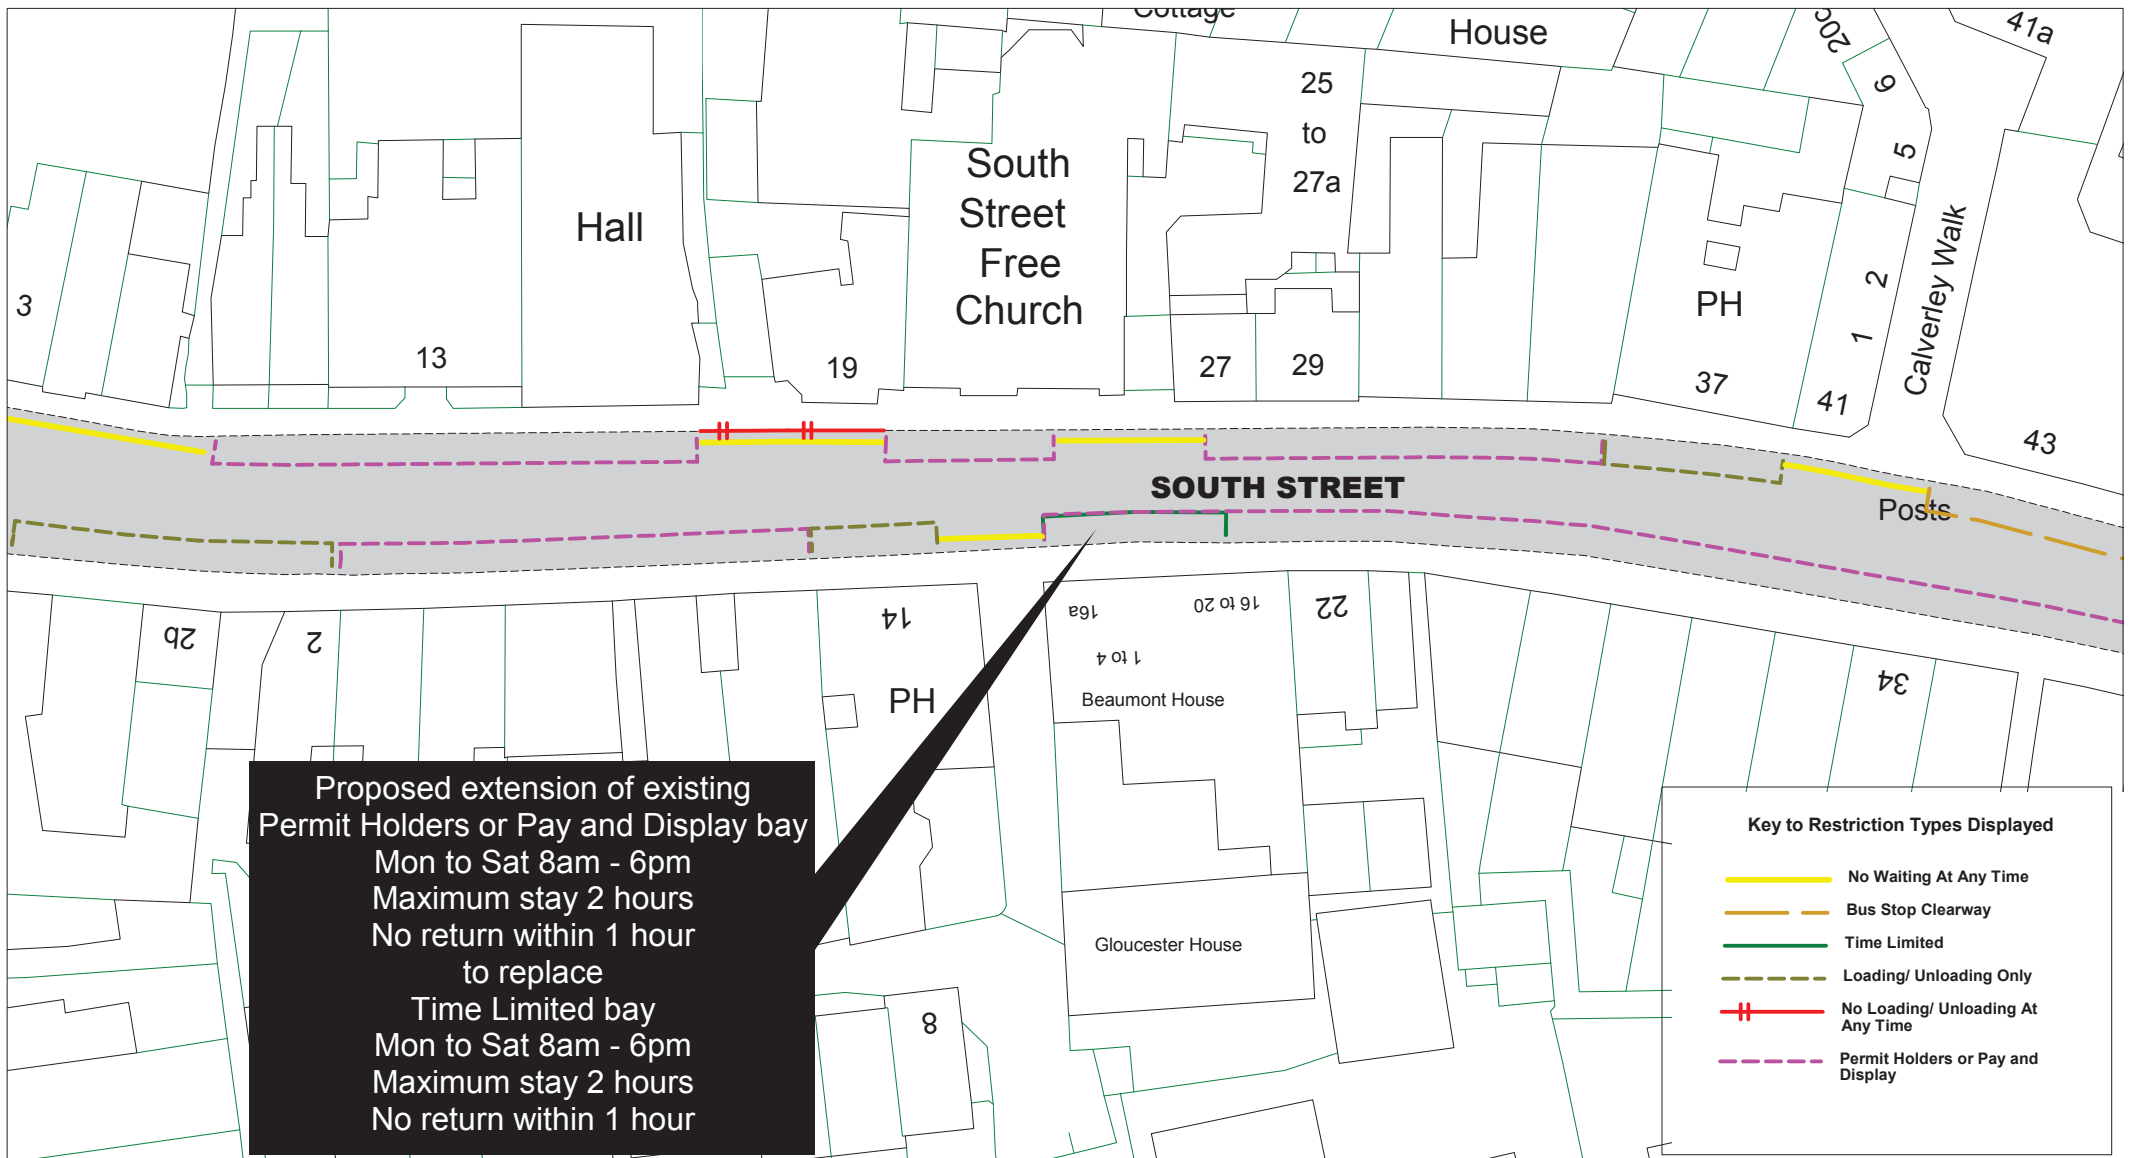 Cottage
House
20c
41a
25
to
27a
6
5
South
Street
Free
Church
Hall
Calverley Walk
2
1
3
13
19
27
29
PH
37
41
43
SOUTH STREET
Posts
2b
2
14
PH
16a
16 to 20
1 to 4
Beaumont House
22
34
Gloucester House
8
Proposed extension of existing
Permit Holders or Pay and Display bay
Mon to Sat 8am - 6pm
Maximum stay 2 hours
No return within 1 hour
to replace
Time Limited bay
Mon to Sat 8am - 6pm
Maximum stay 2 hours
No return within 1 hour
Key to Restriction Types Displayed
No Waiting At Any Time
Bus Stop Clearway
Time Limited
Loading/ Unloading Only
No Loading/ Unloading At
Any Time
Permit Holders or Pay and
Display